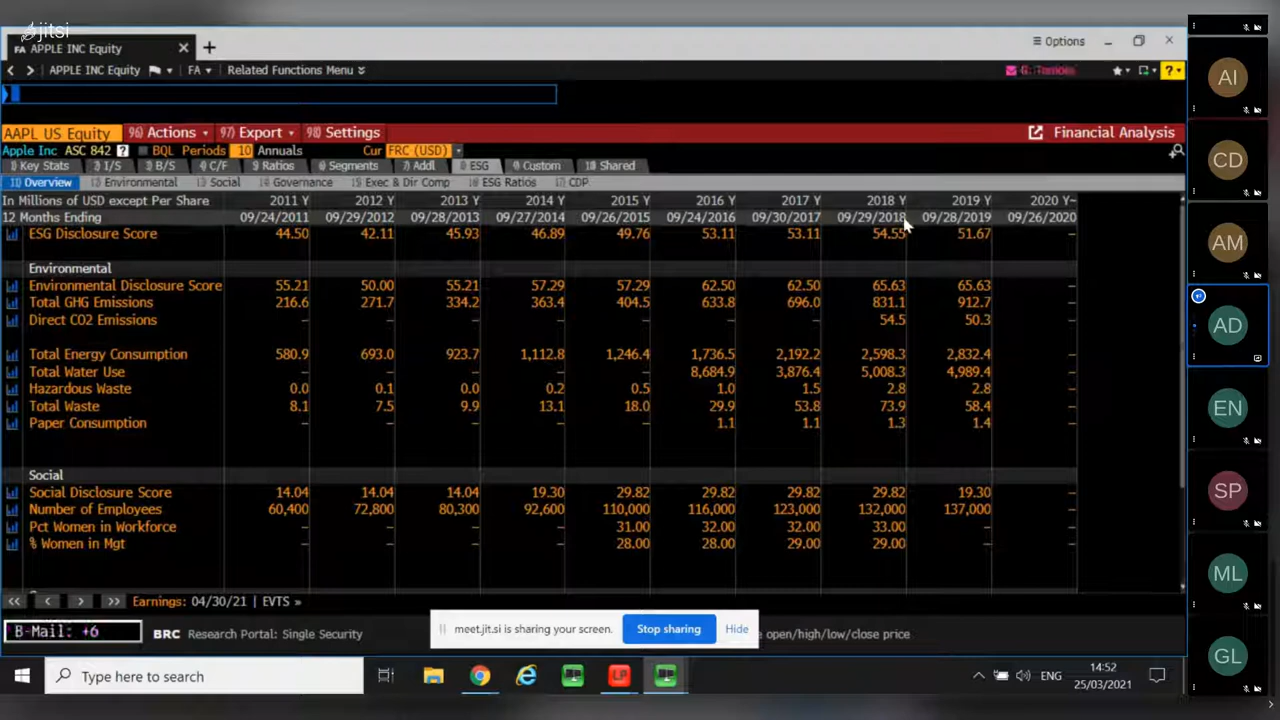 jitsi
FA APPLE INC Equity
Options
APPLE INC Equity FA Related Functions Menu
AAPL US Equity 96) Actions 97) Export 98) Settings Financial Analysis
Apple Inc ASC 842 ? BQL Periods 10 Annuals Cur FRC (USD)
1) Key Stats 2) I/S 3) B/S 4) C/F 5) Ratios 6) Segments 7) Addl 8) ESG 9) Custom 10) Shared
11) Overview 12) Environmental 13) Social 14) Governance 15) Exec & Dir Comp 16) ESG Ratios 17) CDP
In Millions of USD except Per Share 2011 Y 2012 Y 2013 Y 2014 Y 2015 Y 2016 Y 2017 Y 2018 Y 2019 Y 2020 Y~
12 Months Ending 09/24/2011 09/29/2012 09/28/2013 09/27/2014 09/26/2015 09/24/2016 09/30/2017 09/29/2018 09/28/2019 09/26/2020
ESG Disclosure Score 44.50 42.11 45.93 46.89 49.76 53.11 53.11 54.55 51.67 –
Environmental
Environmental Disclosure Score 55.21 50.00 55.21 57.29 57.29 62.50 62.50 65.63 65.63 –
Total GHG Emissions 216.6 271.7 334.2 363.4 404.5 633.8 696.0 831.1 912.7 –
Direct CO2 Emissions – – – – – – – 54.5 50.3 –
Total Energy Consumption 580.9 693.0 923.7 1,112.8 1,246.4 1,736.5 2,192.2 2,598.3 2,832.4 –
Total Water Use – – – – – 8,684.9 3,876.4 5,008.3 4,989.4 –
Hazardous Waste 0.0 0.1 0.0 0.2 0.5 1.0 1.5 2.8 2.8 –
Total Waste 8.1 7.5 9.9 13.1 18.0 29.9 53.8 73.9 58.4 –
Paper Consumption – – – – – 1.1 1.1 1.3 1.4 –
Social
Social Disclosure Score 14.04 14.04 14.04 19.30 29.82 29.82 29.82 29.82 19.30 –
Number of Employees 60,400 72,800 80,300 92,600 110,000 116,000 123,000 132,000 137,000 –
Pct Women in Workforce – – – – 31.00 32.00 32.00 33.00 – –
% Women in Mgt – – – – 28.00 28.00 29.00 29.00 – –
Earnings: 04/30/21 | EVTS »
B-Mail: +6
BRC Research Portal: Single Security
meet.jit.si is sharing your screen. Stop sharing Hide
open/high/low/close price
Type here to search
ENG
14:52
25/03/2021
AI
CD
AM
AD
EN
SP
ML
GL